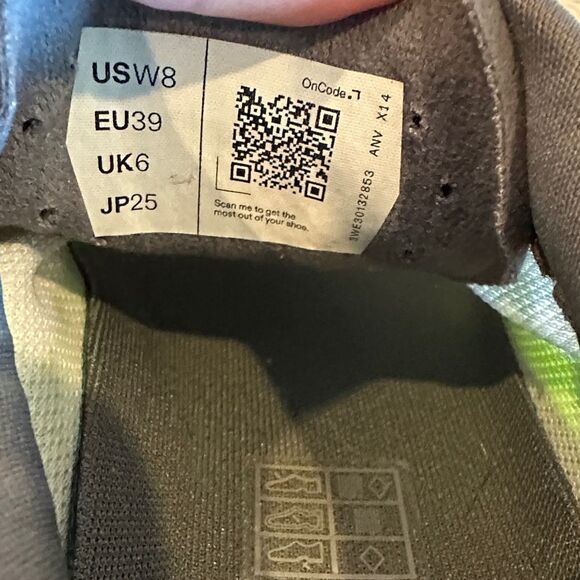 USW8
EU39
UK6
JP25
OnCode
Scan me to get the
most out of your shoe.
3WE30132853 ANV X14